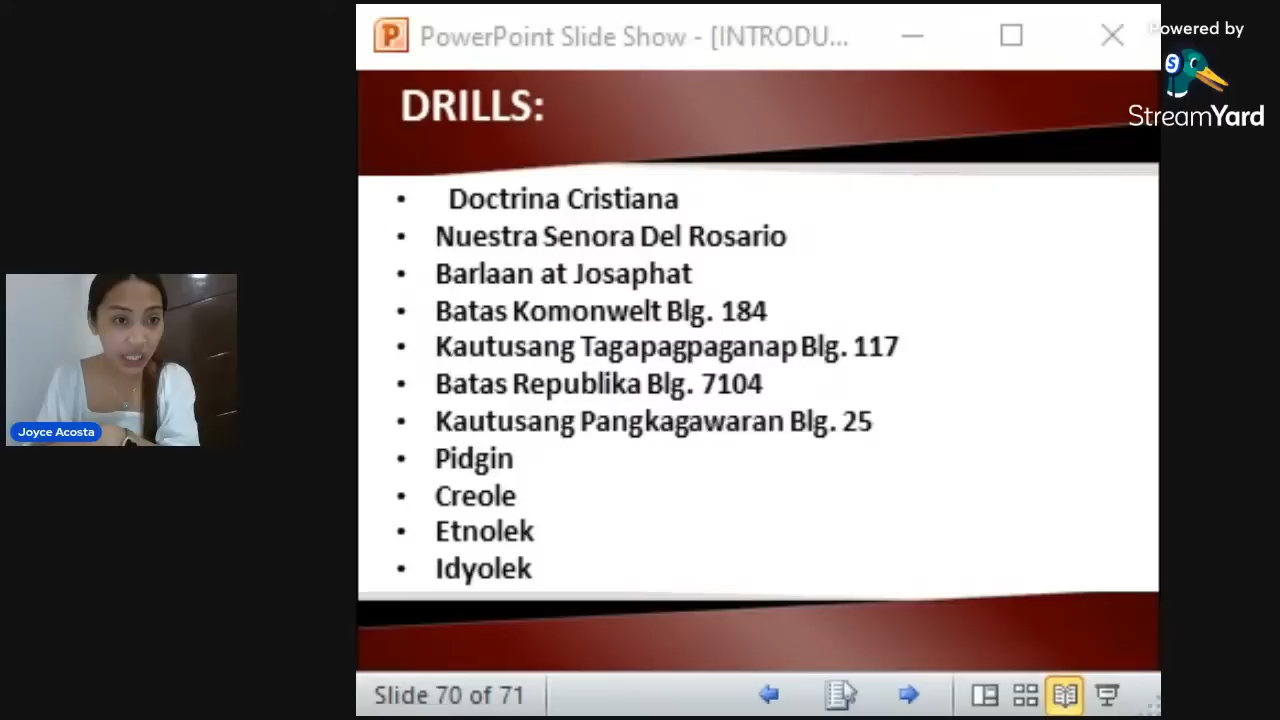 PowerPoint Slide Show - [INTRODU...
Powered by
StreamYard
DRILLS:
• Doctrina Cristiana
• Nuestra Senora Del Rosario
• Barlaan at Josaphat
• Batas Komonwelt Blg. 184
• Kautusang Tagapagpaganap Blg. 117
• Batas Republika Blg. 7104
• Kautusang Pangkagawaran Blg. 25
• Pidgin
• Creole
• Etnolek
• Idyolek
Joyce Acosta
Slide 70 of 71